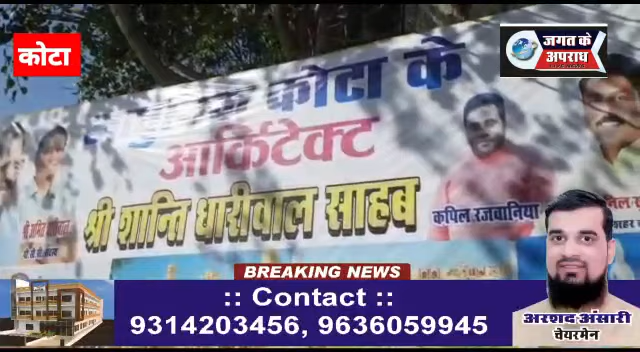 कोटा
जगत के
अपराध
कोटा के
आर्किटेक्ट
श्री शान्ति धारीवाल साहब
कपिल रजवानिया
BREAKING NEWS
:: Contact ::
9314203456, 9636059945
अरशद अंसारी
चेयरमेन